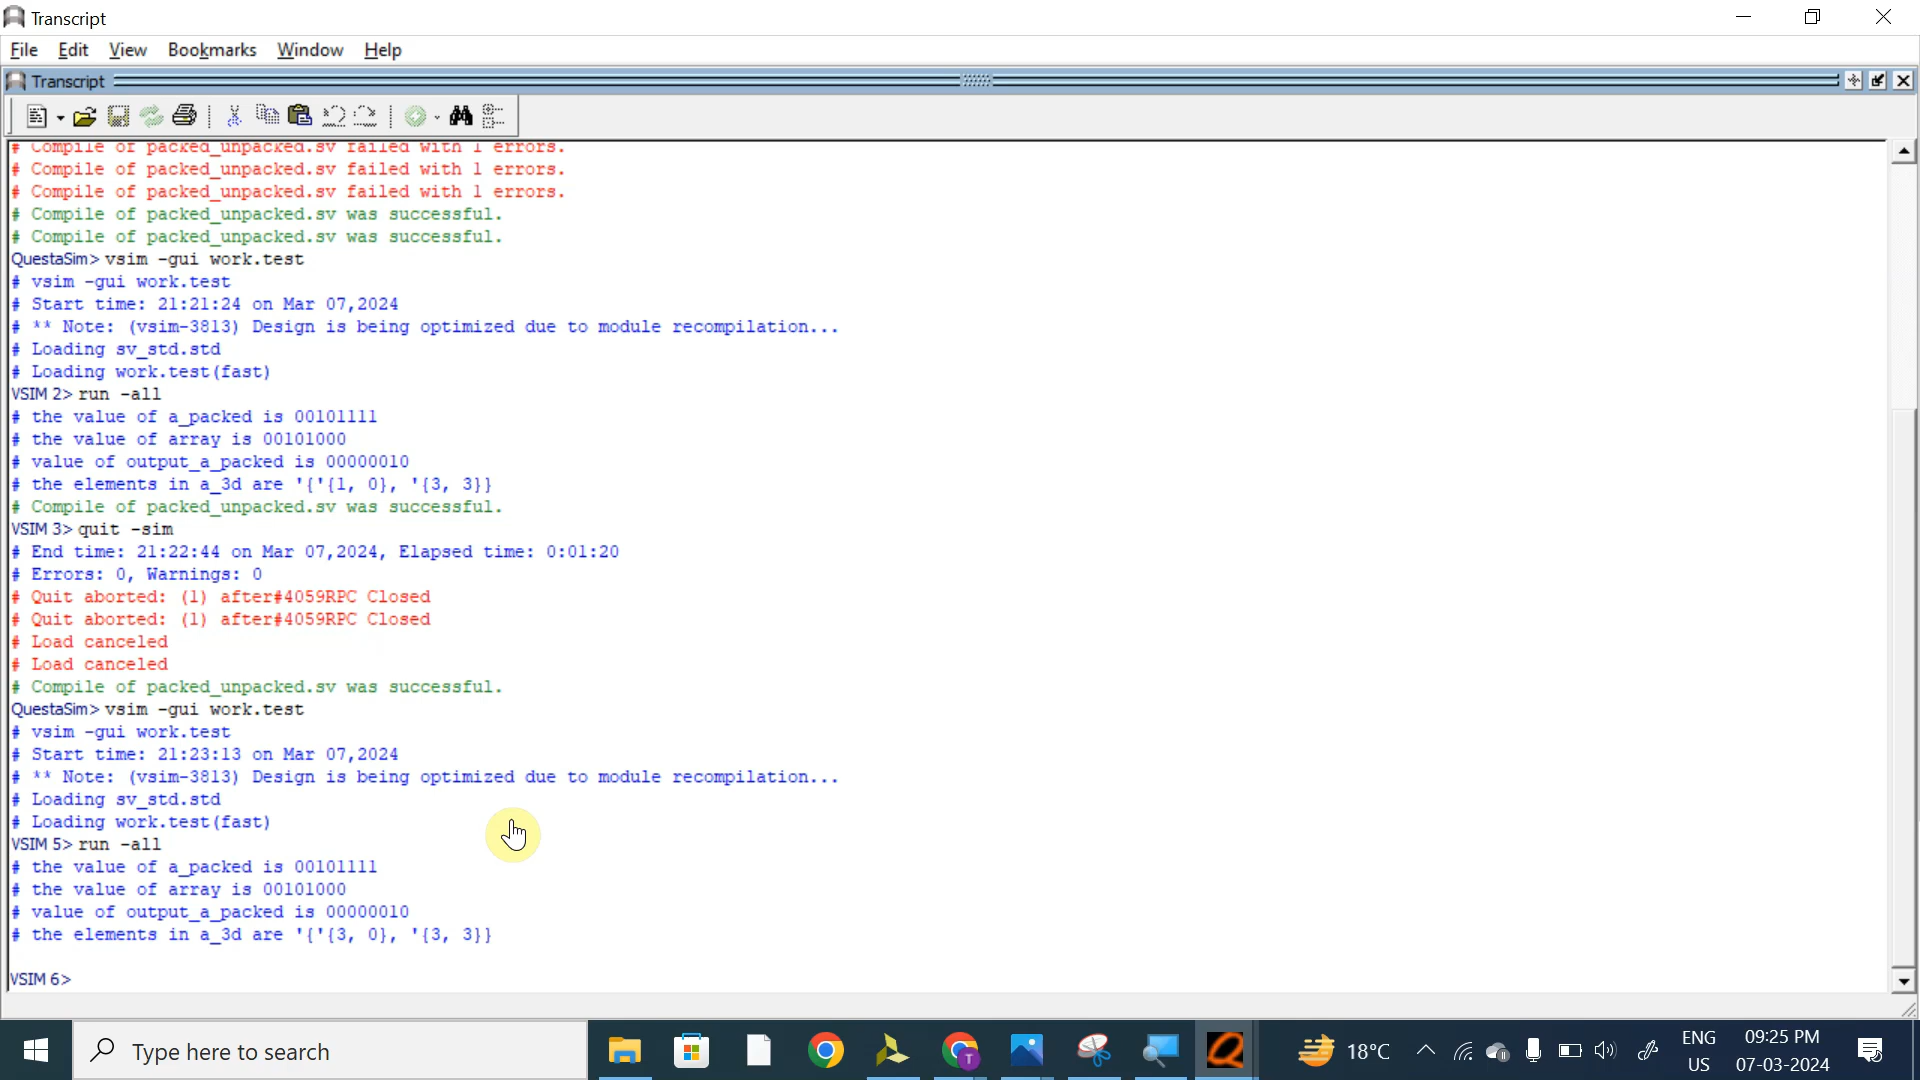 Transcript
File Edit View Bookmarks Window Help
Transcript
# Compile of packed_unpacked.sv failed with 1 errors.
# Compile of packed_unpacked.sv failed with 1 errors.
# Compile of packed_unpacked.sv failed with 1 errors.
# Compile of packed_unpacked.sv was successful.
# Compile of packed_unpacked.sv was successful.
QuestaSim> vsim -gui work.test
# vsim -gui work.test
# Start time: 21:21:24 on Mar 07,2024
# ** Note: (vsim-3813) Design is being optimized due to module recompilation...
# Loading sv_std.std
# Loading work.test(fast)
VSIM 2> run -all
# the value of a_packed is 00101111
# the value of array is 00101000
# value of output_a_packed is 00000010
# the elements in a_3d are '{'{1, 0}, '{3, 3}}
# Compile of packed_unpacked.sv was successful.
VSIM 3> quit -sim
# End time: 21:22:44 on Mar 07,2024, Elapsed time: 0:01:20
# Errors: 0, Warnings: 0
# Quit aborted: (1) after#4059RPC Closed
# Quit aborted: (1) after#4059RPC Closed
# Load canceled
# Load canceled
# Compile of packed_unpacked.sv was successful.
QuestaSim> vsim -gui work.test
# vsim -gui work.test
# Start time: 21:23:13 on Mar 07,2024
# ** Note: (vsim-3813) Design is being optimized due to module recompilation...
# Loading sv_std.std
# Loading work.test(fast)
VSIM 5> run -all
# the value of a_packed is 00101111
# the value of array is 00101000
# value of output_a_packed is 00000010
# the elements in a_3d are '{'{3, 0}, '{3, 3}}
VSIM 6>
Type here to search
T
18°C
ENG
US
09:25 PM
07-03-2024